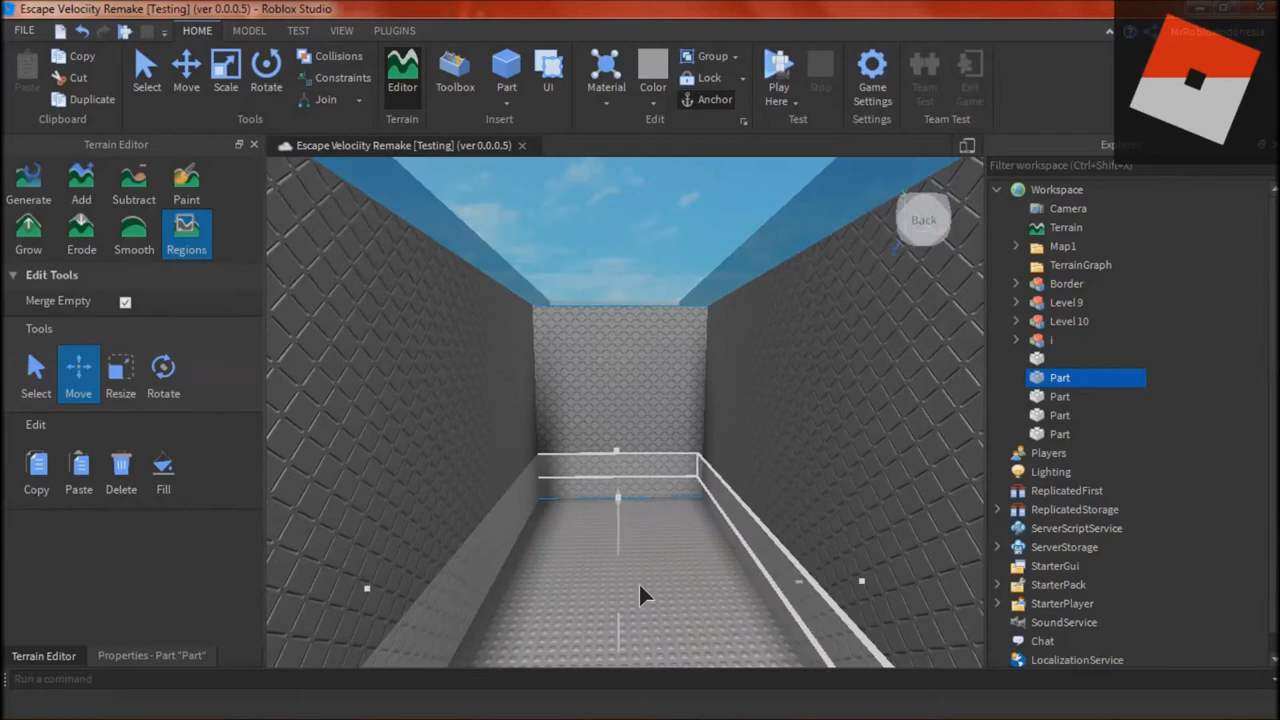 Escape Velociity Remake [Testing] (ver 0.0.0.5) - Roblox Studio
FILE HOME MODEL TEST VIEW PLUGINS
MrRobloxIndonesia
Paste Copy Cut Duplicate Clipboard
Select Move Scale Rotate Collisions Constraints Join Tools
Editor Terrain
Toolbox Part UI Insert
Material Color Group Lock Anchor Edit
Play Here Stop Test
Game Settings Settings
Team Test Exit Game Team Test
Terrain Editor
Escape Velociity Remake [Testing] (ver 0.0.0.5)
Generate Add Subtract Paint
Grow Erode Smooth Regions
Edit Tools
Merge Empty
Tools
Select Move Resize Rotate
Edit
Copy Paste Delete Fill
Terrain Editor Properties - Part "Part"
Run a command
Back
Filter workspace (Ctrl+Shift+X)
Workspace
Camera
Terrain
Map1
TerrainGraph
Border
Level 9
Level 10
i
Part
Part
Part
Part
Players
Lighting
ReplicatedFirst
ReplicatedStorage
ServerScriptService
ServerStorage
StarterGui
StarterPack
StarterPlayer
SoundService
Chat
LocalizationService